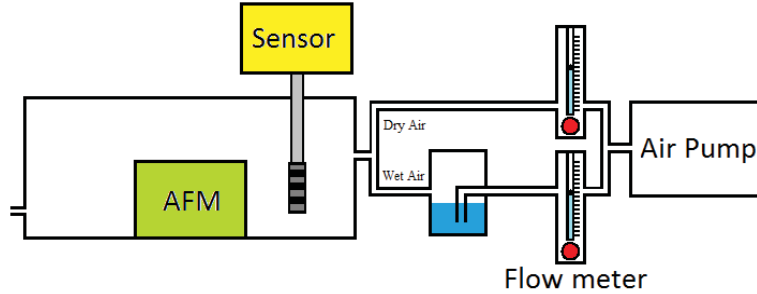 Sensor
Dry Air
Air Pump
Wet Air
AFM
Flow meter